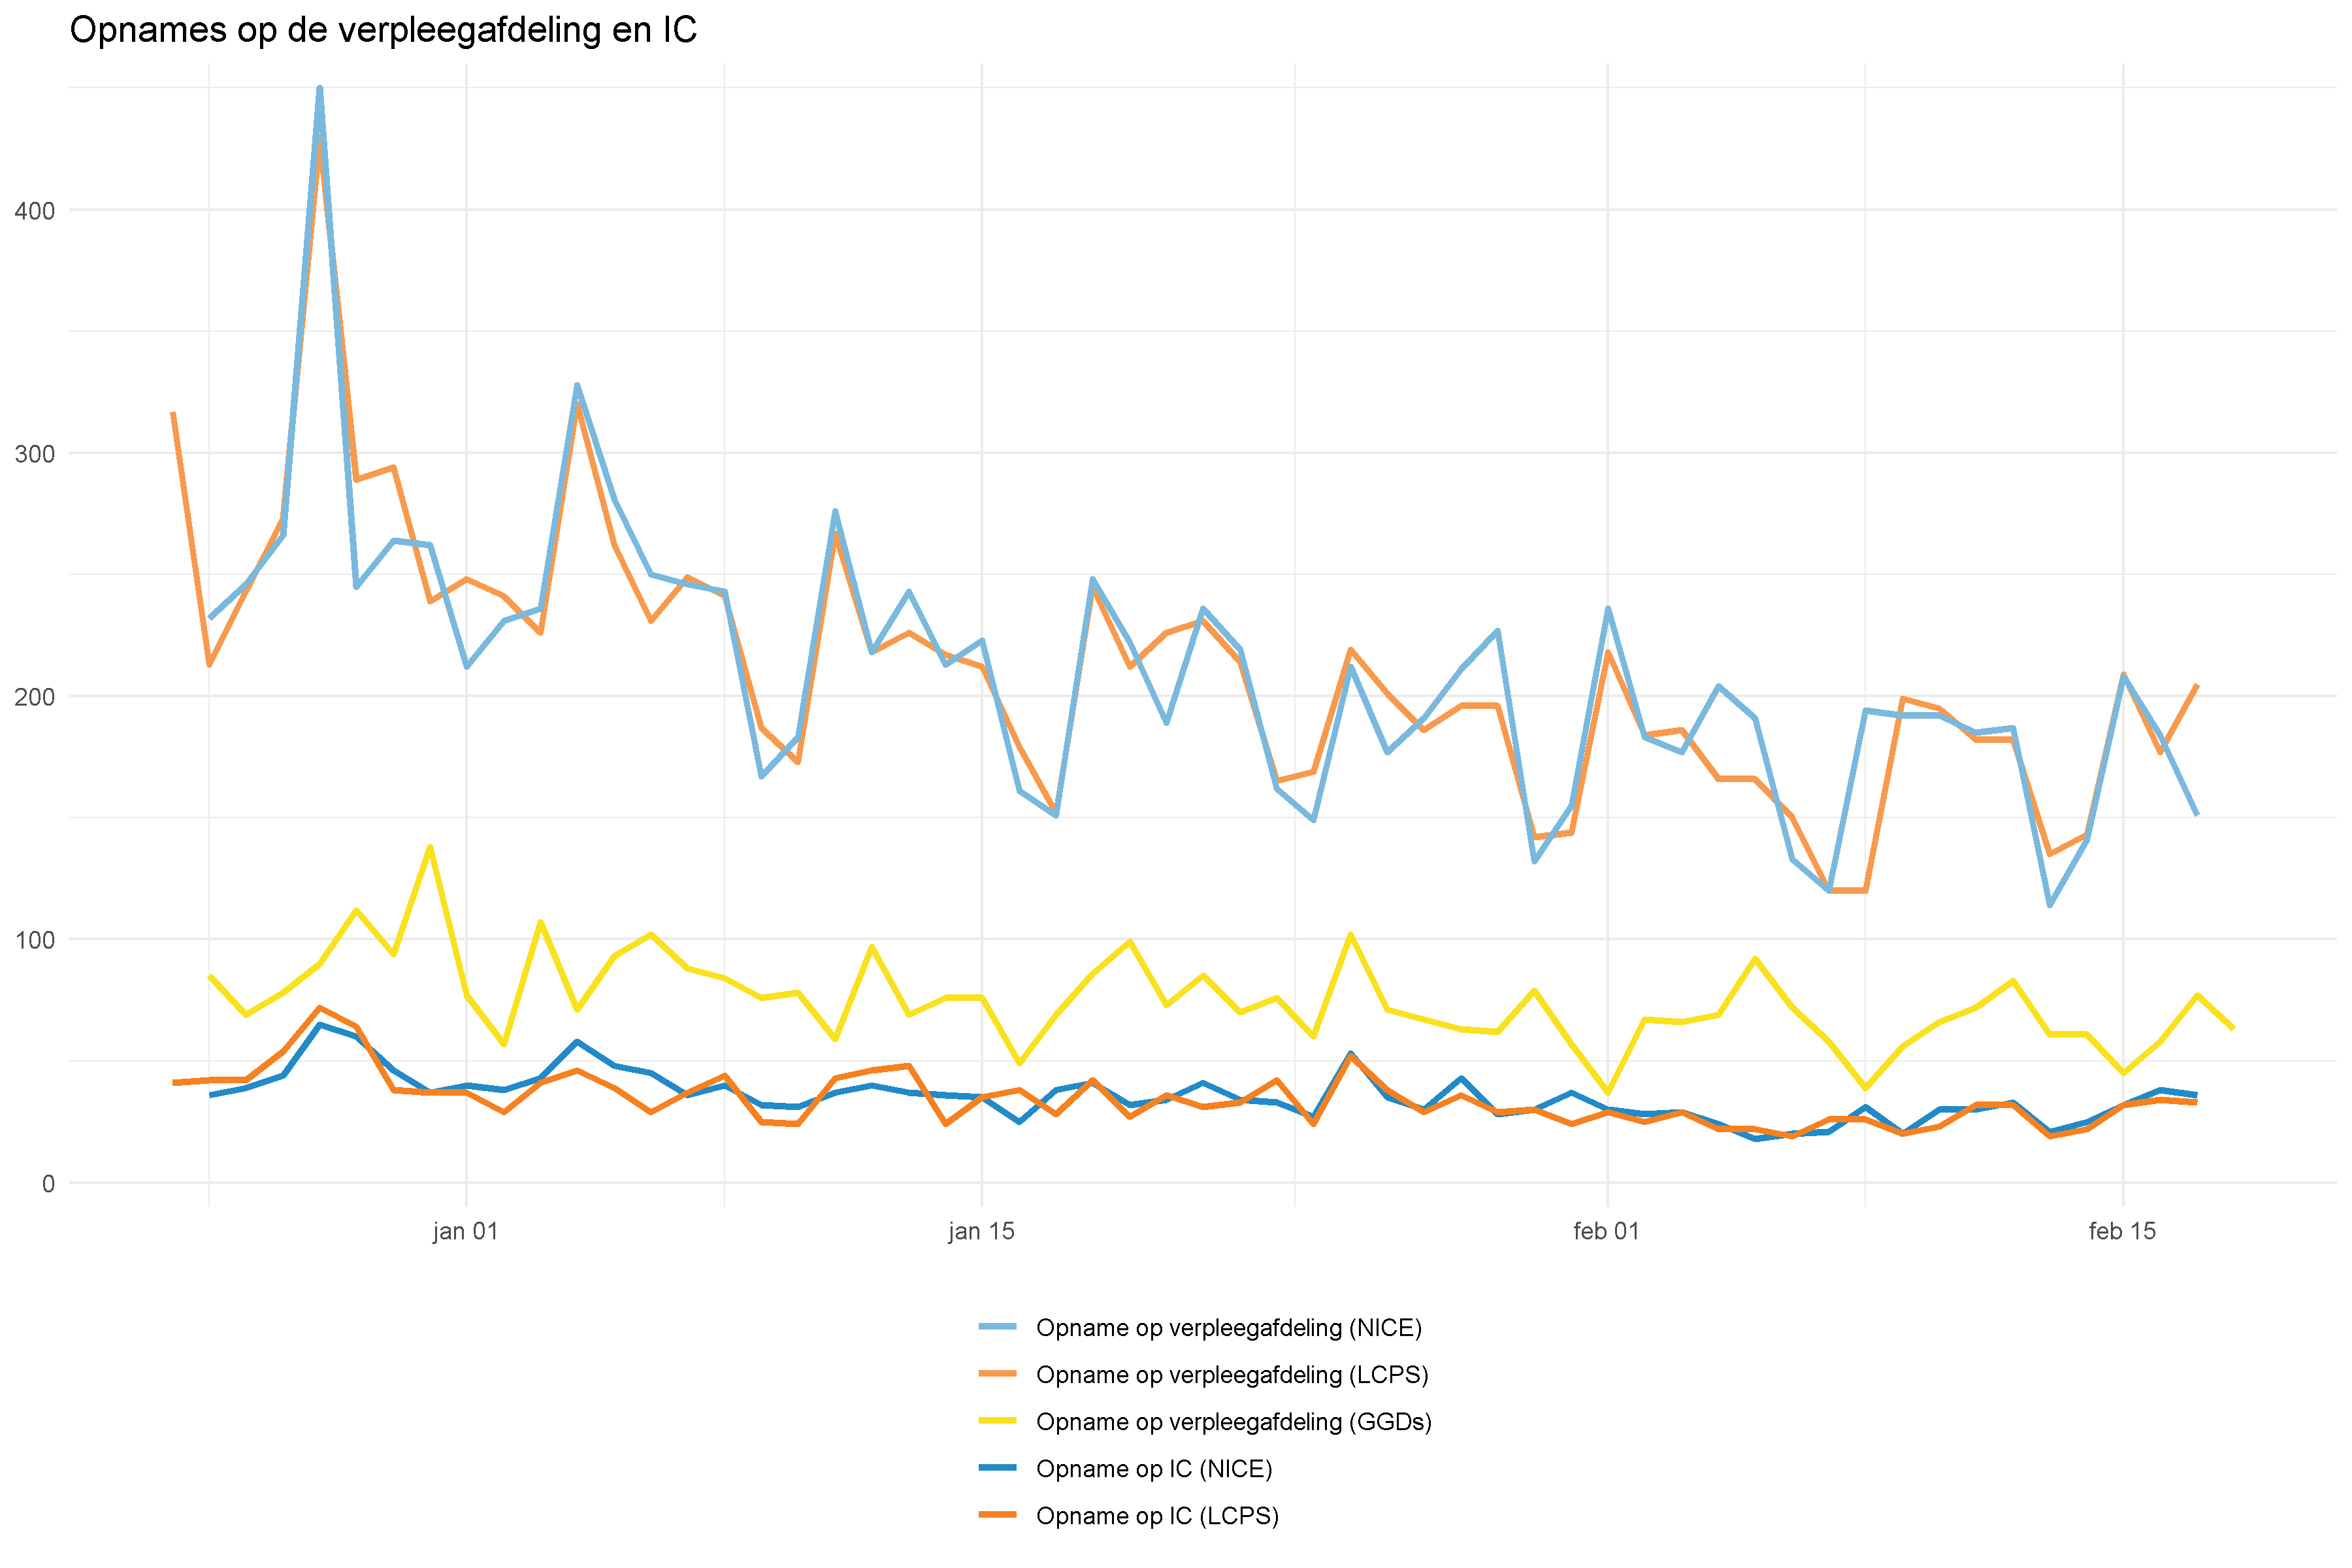 Opnames op de verpleegafdeling en IC
400
300
200
100
0
jan 01 jan 15 feb 01 feb 15
Opname op verpleegafdeling (NICE)
Opname op verpleegafdeling (LCPS)
Opname op verpleegafdeling (GGDs)
Opname op IC (NICE)
Opname op IC (LCPS)